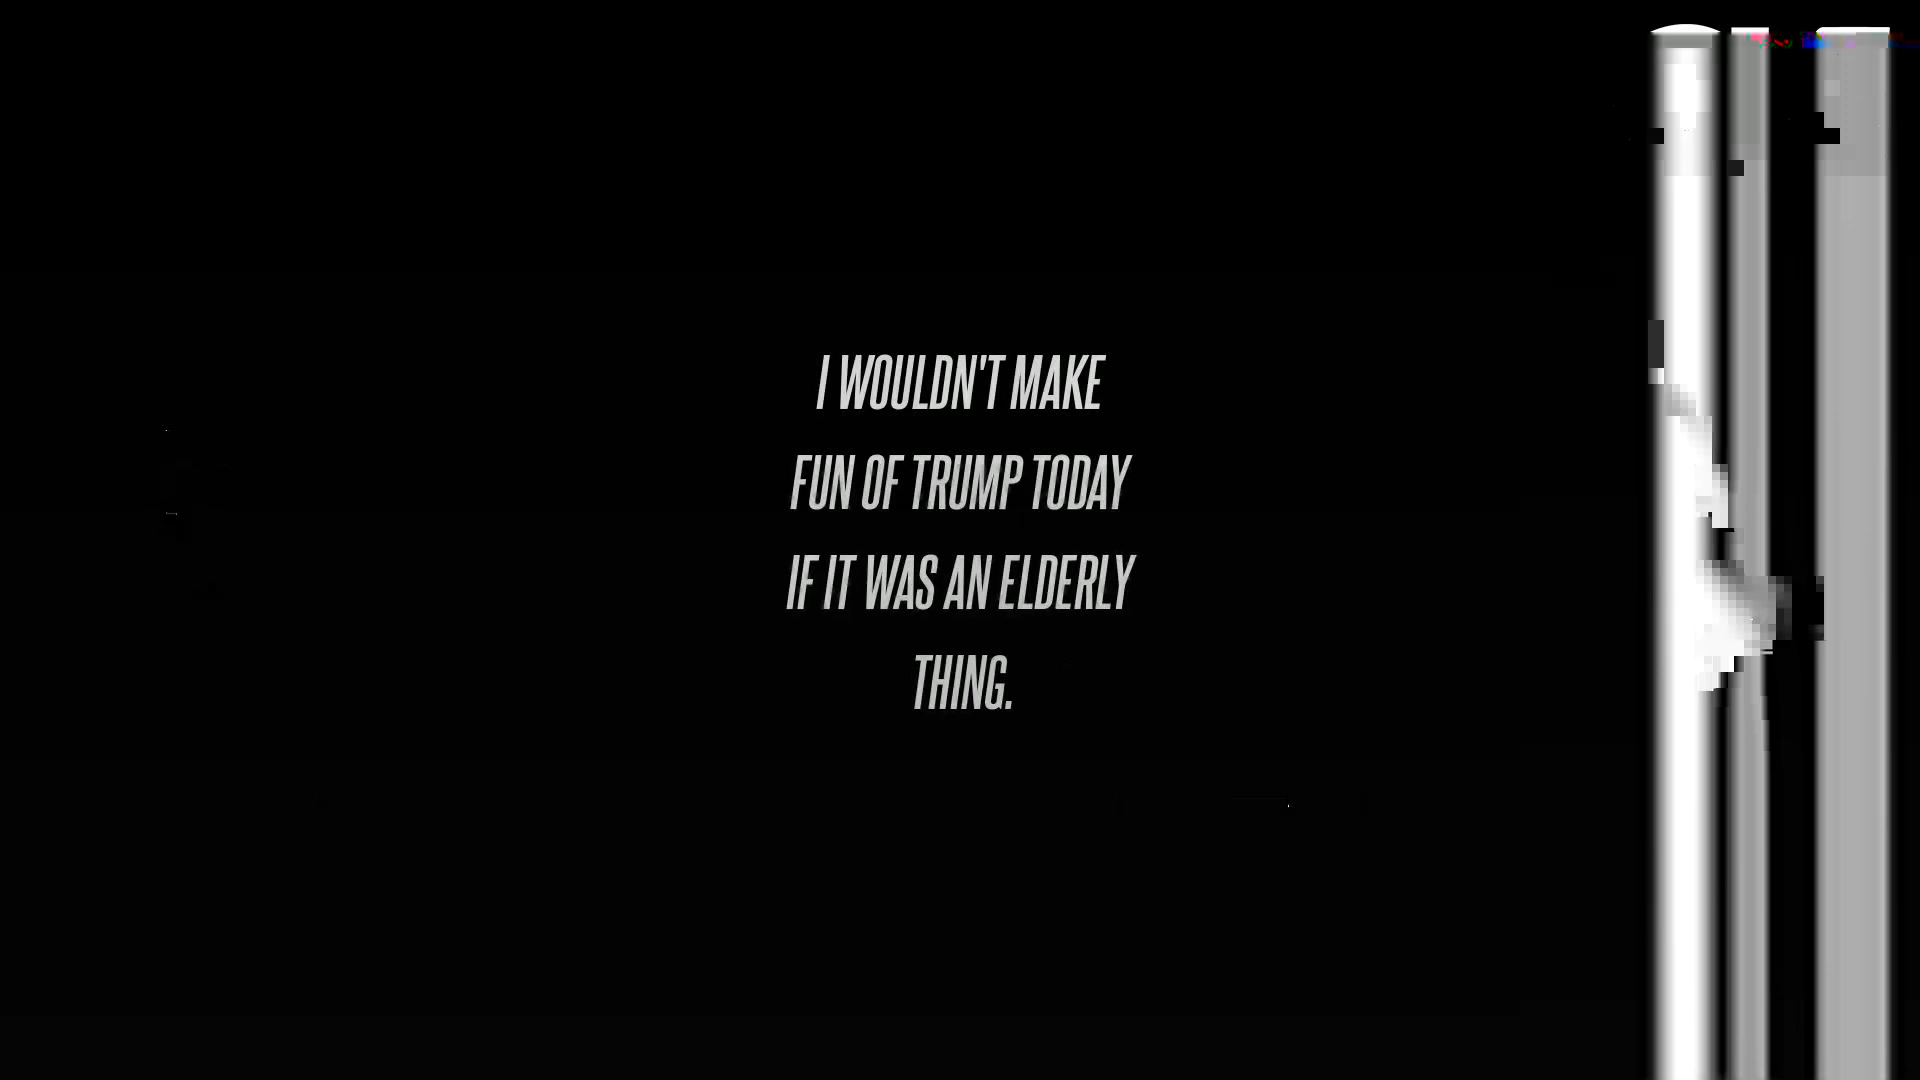 I WOULDN'T MAKE
FUN OF TRUMP TODAY
IF IT WAS AN ELDERLY
THING.